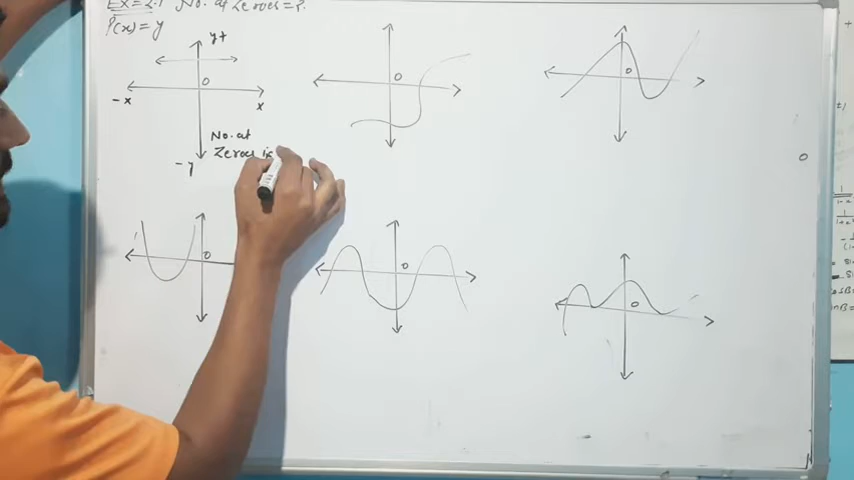 Ex=2.1 No. of Zeroes=?
P(x) = y
y+
0
-x
x
No. of
Zeroes is
-y
0
0
0
0
0